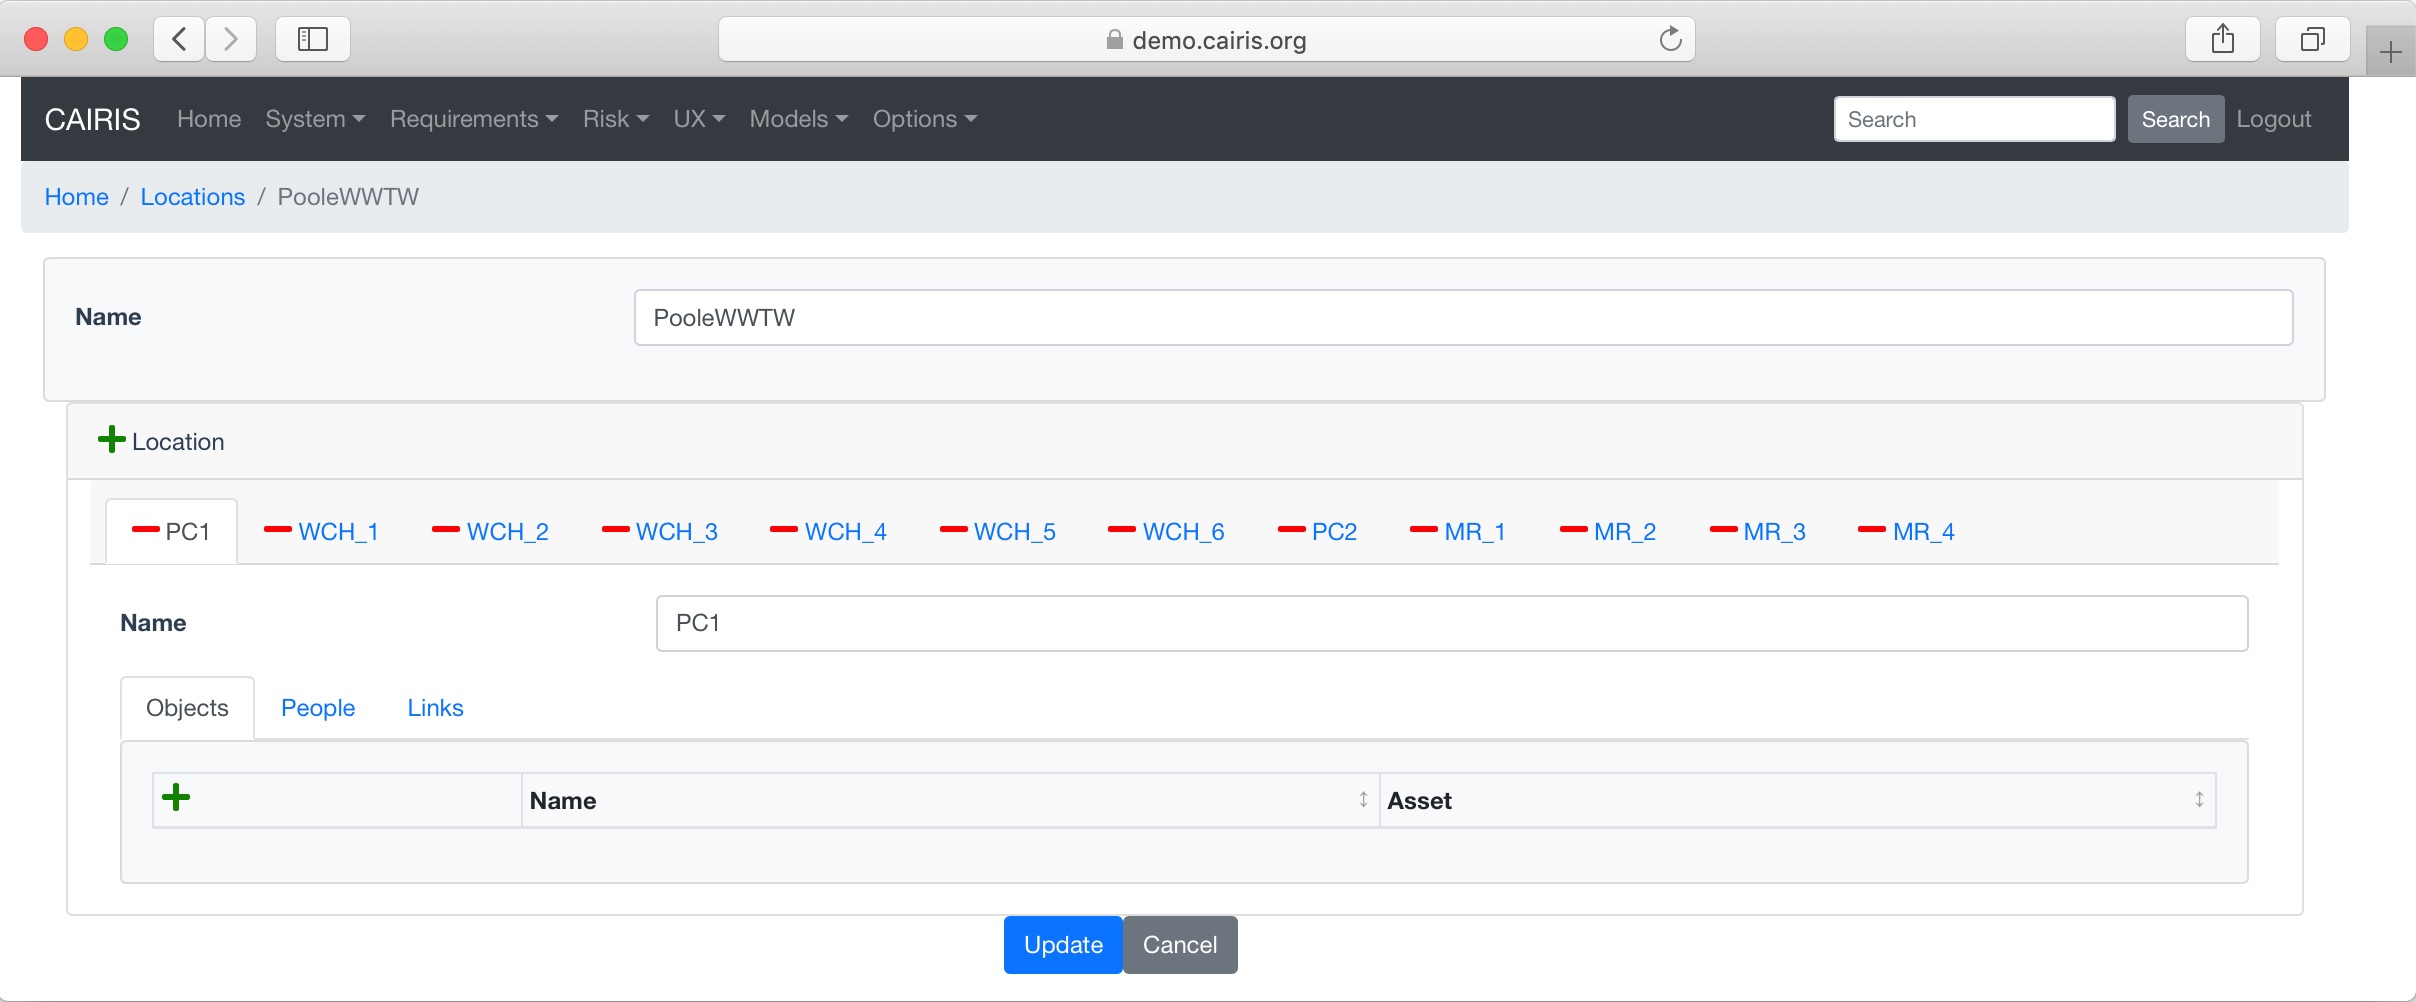 demo.cairis.org
CAIRIS Home System Requirements Risk UX Models Options Search Search Logout
Home / Locations / PooleWWTW
Name PooleWWTW
Location
PC1 WCH_1 WCH_2 WCH_3 WCH_4 WCH_5 WCH_6 PC2 MR_1 MR_2 MR_3 MR_4
Name PC1
Objects People Links
Name Asset
Update Cancel